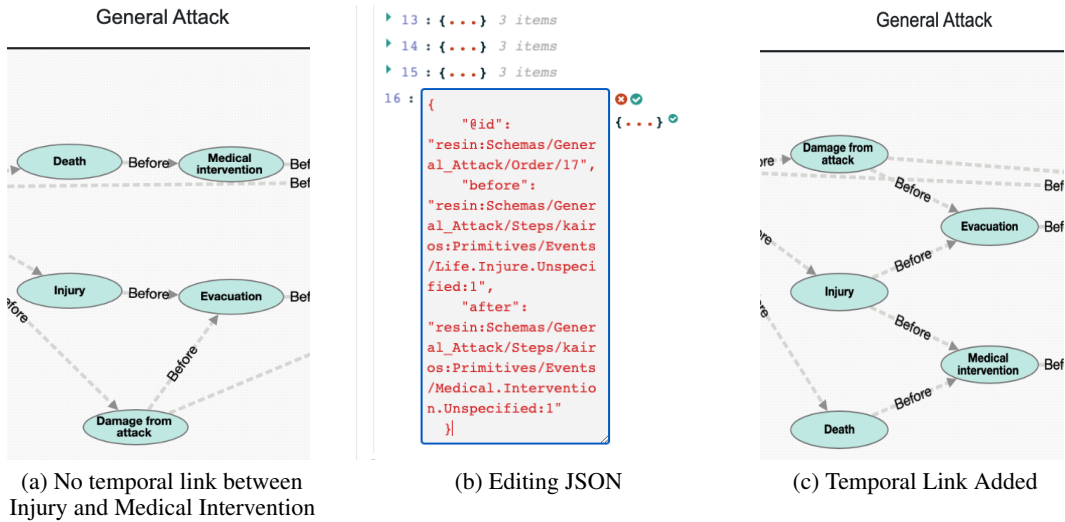 General Attack
Death
Before
Medical
intervention
Bef
Bef
Injury
Before
Evacuation
Bef
efore
Before
Damage from
attack
(a) No temporal link between
Injury and Medical Intervention
13 : {...} 3 items
14 : {...} 3 items
15 : {...} 3 items
16 :
{
"@id":
"resin:Schemas/Gener
al_Attack/Order/17",
"before":
"resin:Schemas/Gener
al_Attack/Steps/kair
os:Primitives/Events
/Life.Injure.Unspeci
fied:1",
"after":
"resin:Schemas/Gener
al_Attack/Steps/kair
os:Primitives/Events
/Medical.Interventio
n.Unspecified:1"
}
{...}
(b) Editing JSON
General Attack
Damage from
attack
ore
Before
Bef
Evacuation
Bef
ore
Before
Injury
Before
ore
Medical
intervention
Bef
Before
Death
(c) Temporal Link Added